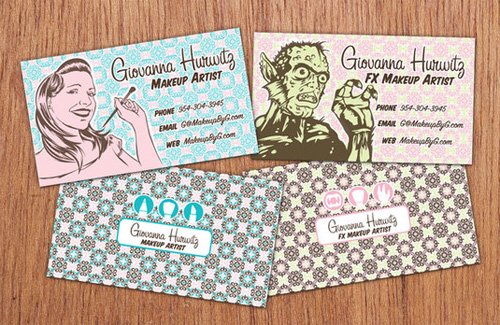 Giovanna Hurwitz
Makeup Artist
Phone 954-304-3945
Email G@MakeupByG.com
Web MakeupByG.com
Giovanna Hurwitz
FX Makeup Artist
Phone 954-304-3945
Email G@MakeupByG.com
Web MakeupByG.com
Giovanna Hurwitz
Makeup Artist
Giovanna Hurwitz
FX Makeup Artist